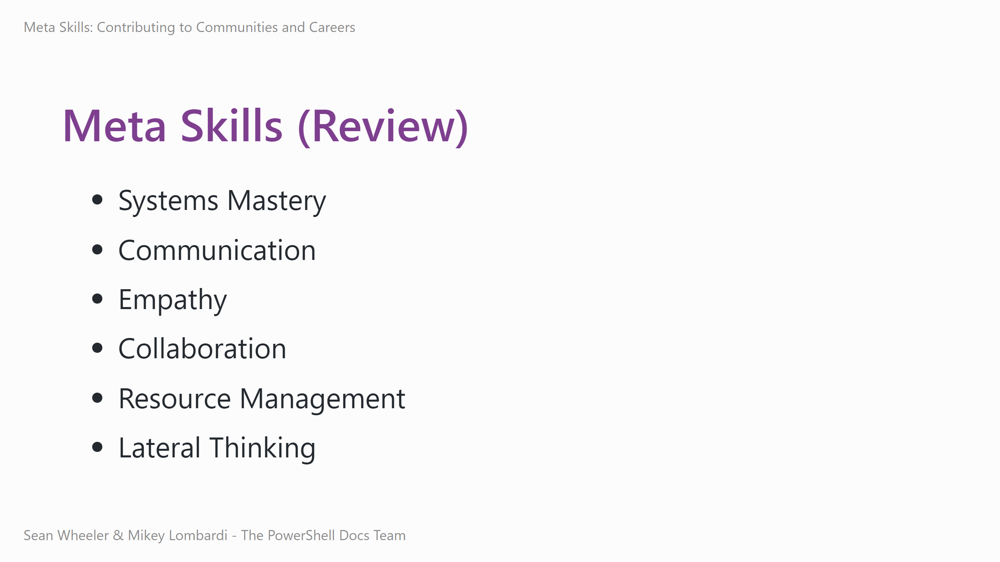 Meta Skills: Contributing to Communities and Careers
Meta Skills (Review)
• Systems Mastery
• Communication
• Empathy
• Collaboration
• Resource Management
• Lateral Thinking
Sean Wheeler & Mikey Lombardi - The PowerShell Docs Team